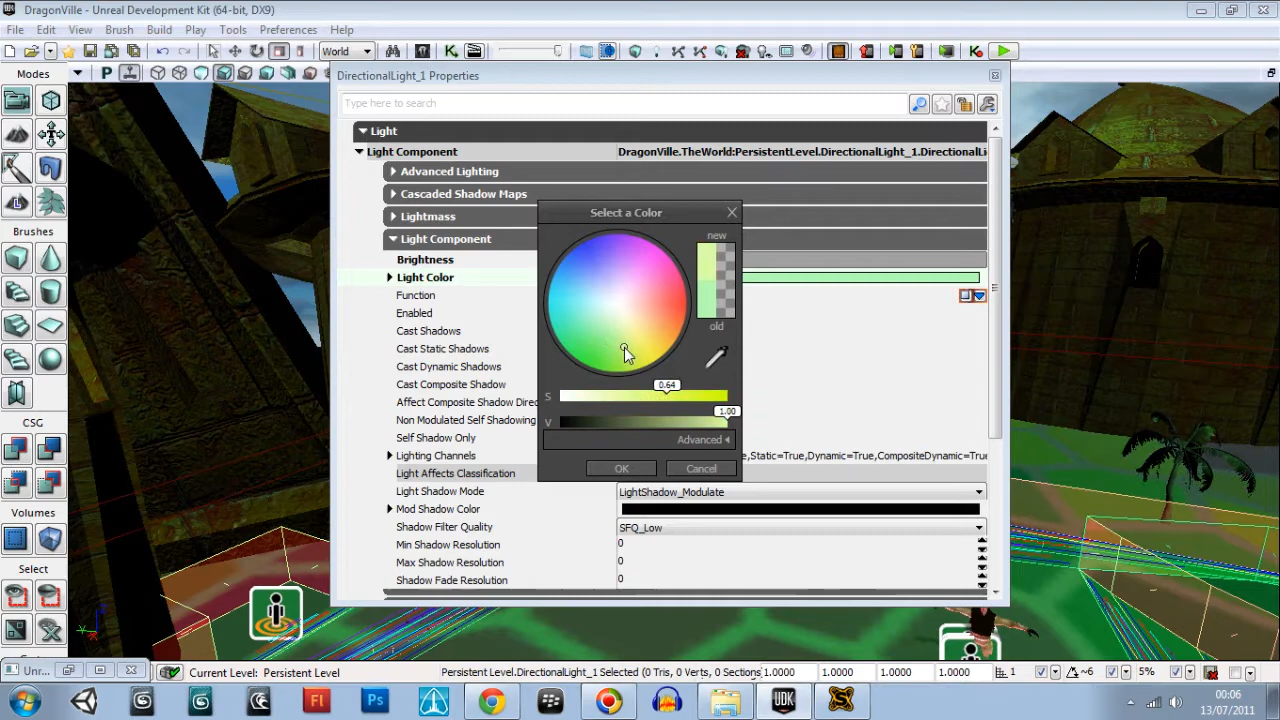 DragonVille - Unreal Development Kit (64-bit, DX9)
File Edit View Brush Build Play Tools Preferences Help
World
Modes
Brushes
CSG
Volumes
Select
DirectionalLight_1 Properties
Type here to search
Light
Light Component DragonVille.TheWorld:PersistentLevel.DirectionalLight_1.DirectionalLi
Advanced Lighting
Cascaded Shadow Maps
Lightmass
Light Component
Brightness
Light Color
Function
Enabled
Cast Shadows
Cast Static Shadows
Cast Dynamic Shadows
Cast Composite Shadow
Affect Composite Shadow Dire
Non Modulated Self Shadowing
Self Shadow Only
Lighting Channels e,Static=True,Dynamic=True,CompositeDynamic=True
Light Affects Classification
Light Shadow Mode LightShadow_Modulate
Mod Shadow Color
Shadow Filter Quality SFQ_Low
Min Shadow Resolution 0
Max Shadow Resolution 0
Shadow Fade Resolution 0
Select a Color
new
old
0.64
S
1.00
V
Advanced
OK Cancel
Unr...
Current Level: Persistent Level
Persistent Level.DirectionalLight_1 Selected (0 Tris, 0 Verts, 0 Sections)
1.0000 1.0000 1.0000 1.0000 1 ~6 5%
Fl Ps UDK
00:06
13/07/2011